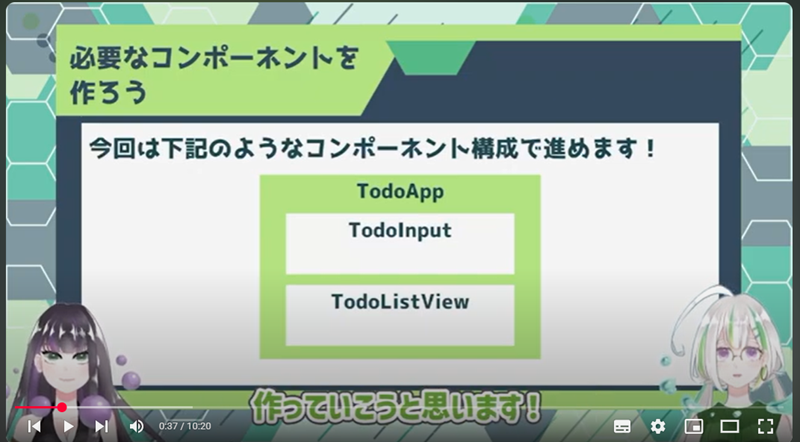 必要なコンポーネントを
作ろう
今回は下記のようなコンポーネント構成で進めます！
TodoApp
TodoInput
TodoListView
作っていこうと思います！
0:37 / 10:20